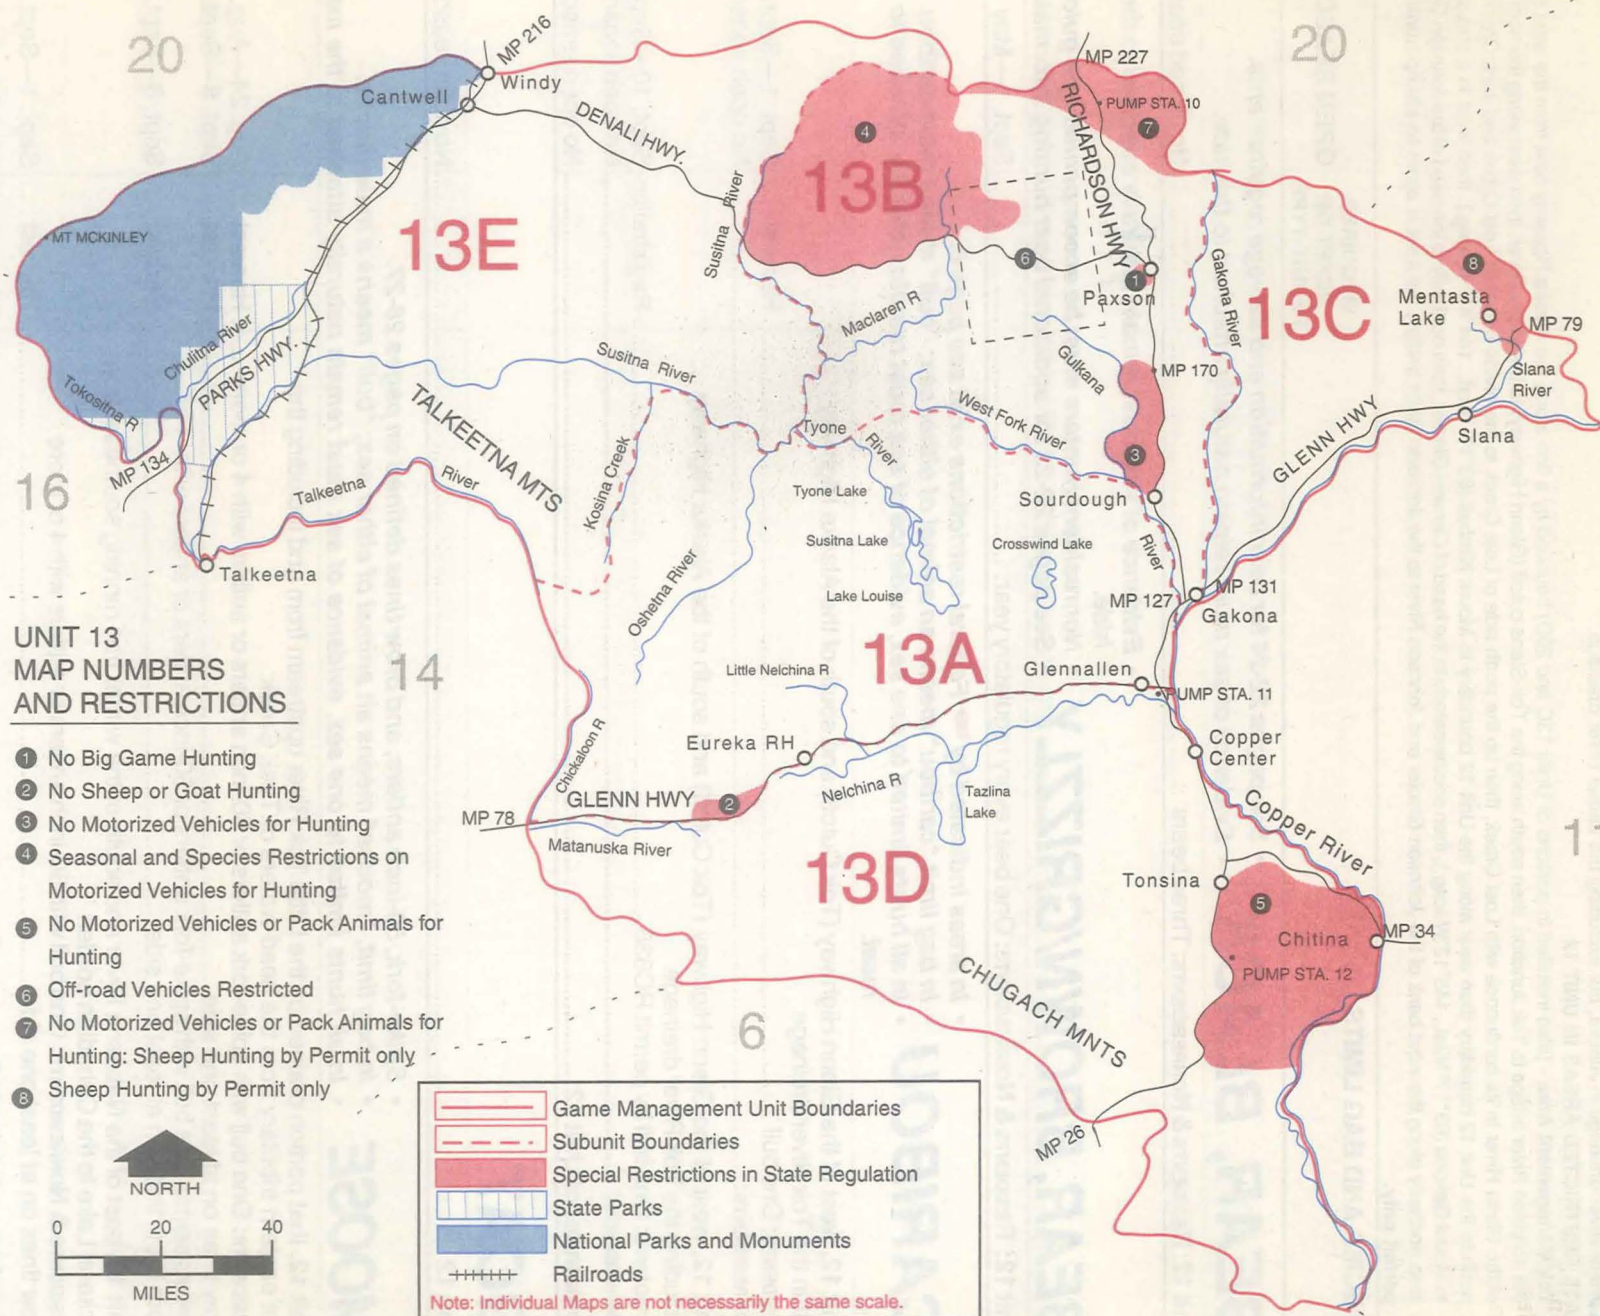 20
20
MP 216
Windy
Cantwell
DENALI HWY.
MP 227
PUMP STA. 10
7
RICHARDSON HWY
4
13B
Susitna River
Susitna River
MT MCKINLEY
13E
6
1
Paxson
Gakona River
13C
8
Mentasta
Lake
MP 79
Slana
River
Slana
Maclaren R
Chulitna River
PARKS HWY.
Tokositna R
MP 134
Gulkana
MP 170
TALKEETNA MTS
West Fork River
Tyone
River
GLENN HWY
3
16
Talkeetna
River
Kosina Creek
Tyone Lake
Sourdough
Susitna Lake
Crosswind Lake
River
Talkeetna
Oshetna River
Lake Louise
MP 127
MP 131
Gakona
UNIT 13
MAP NUMBERS
AND RESTRICTIONS
14
13A
Little Nelchina R
Glennallen
PUMP STA. 11
Chickaloon R
Eureka RH
Copper
Center
1 No Big Game Hunting
2 No Sheep or Goat Hunting
3 No Motorized Vehicles for Hunting
4 Seasonal and Species Restrictions on
Motorized Vehicles for Hunting
5 No Motorized Vehicles or Pack Animals for
Hunting
6 Off-road Vehicles Restricted
7 No Motorized Vehicles or Pack Animals for
Hunting: Sheep Hunting by Permit only
8 Sheep Hunting by Permit only
GLENN HWY
2
Nelchina R
Tazlina
Lake
MP 78
Matanuska River
Copper River
11
13D
Tonsina
5
Chitina
MP 34
PUMP STA. 12
CHUGACH MNTS
6
MP 26
NORTH
0 20 40
MILES
Game Management Unit Boundaries
Subunit Boundaries
Special Restrictions in State Regulation
State Parks
National Parks and Monuments
Railroads
Note: Individual Maps are not necessarily the same scale.